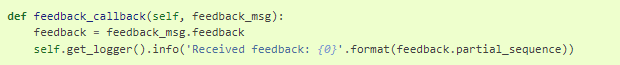 def feedback_callback(self, feedback_msg):
    feedback = feedback_msg.feedback
    self.get_logger().info('Received feedback: {0}'.format(feedback.partial_sequence))